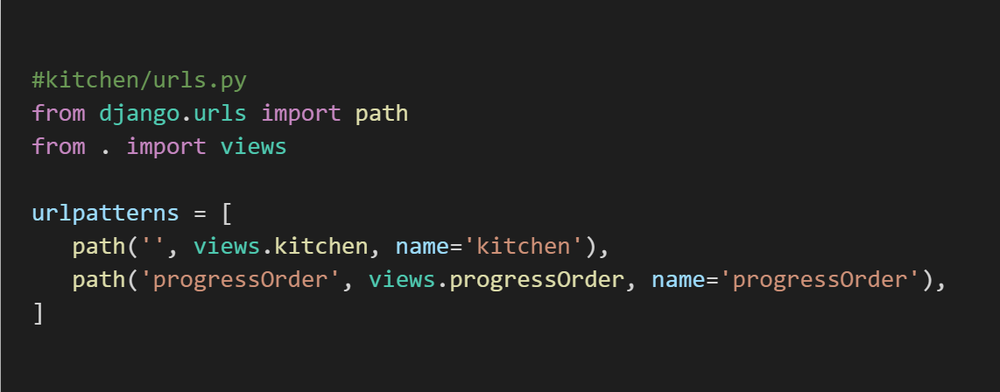 #kitchen/urls.py
from django.urls import path
from . import views
urlpatterns = [
   path('', views.kitchen, name='kitchen'),
   path('progressOrder', views.progressOrder, name='progressOrder'),
]